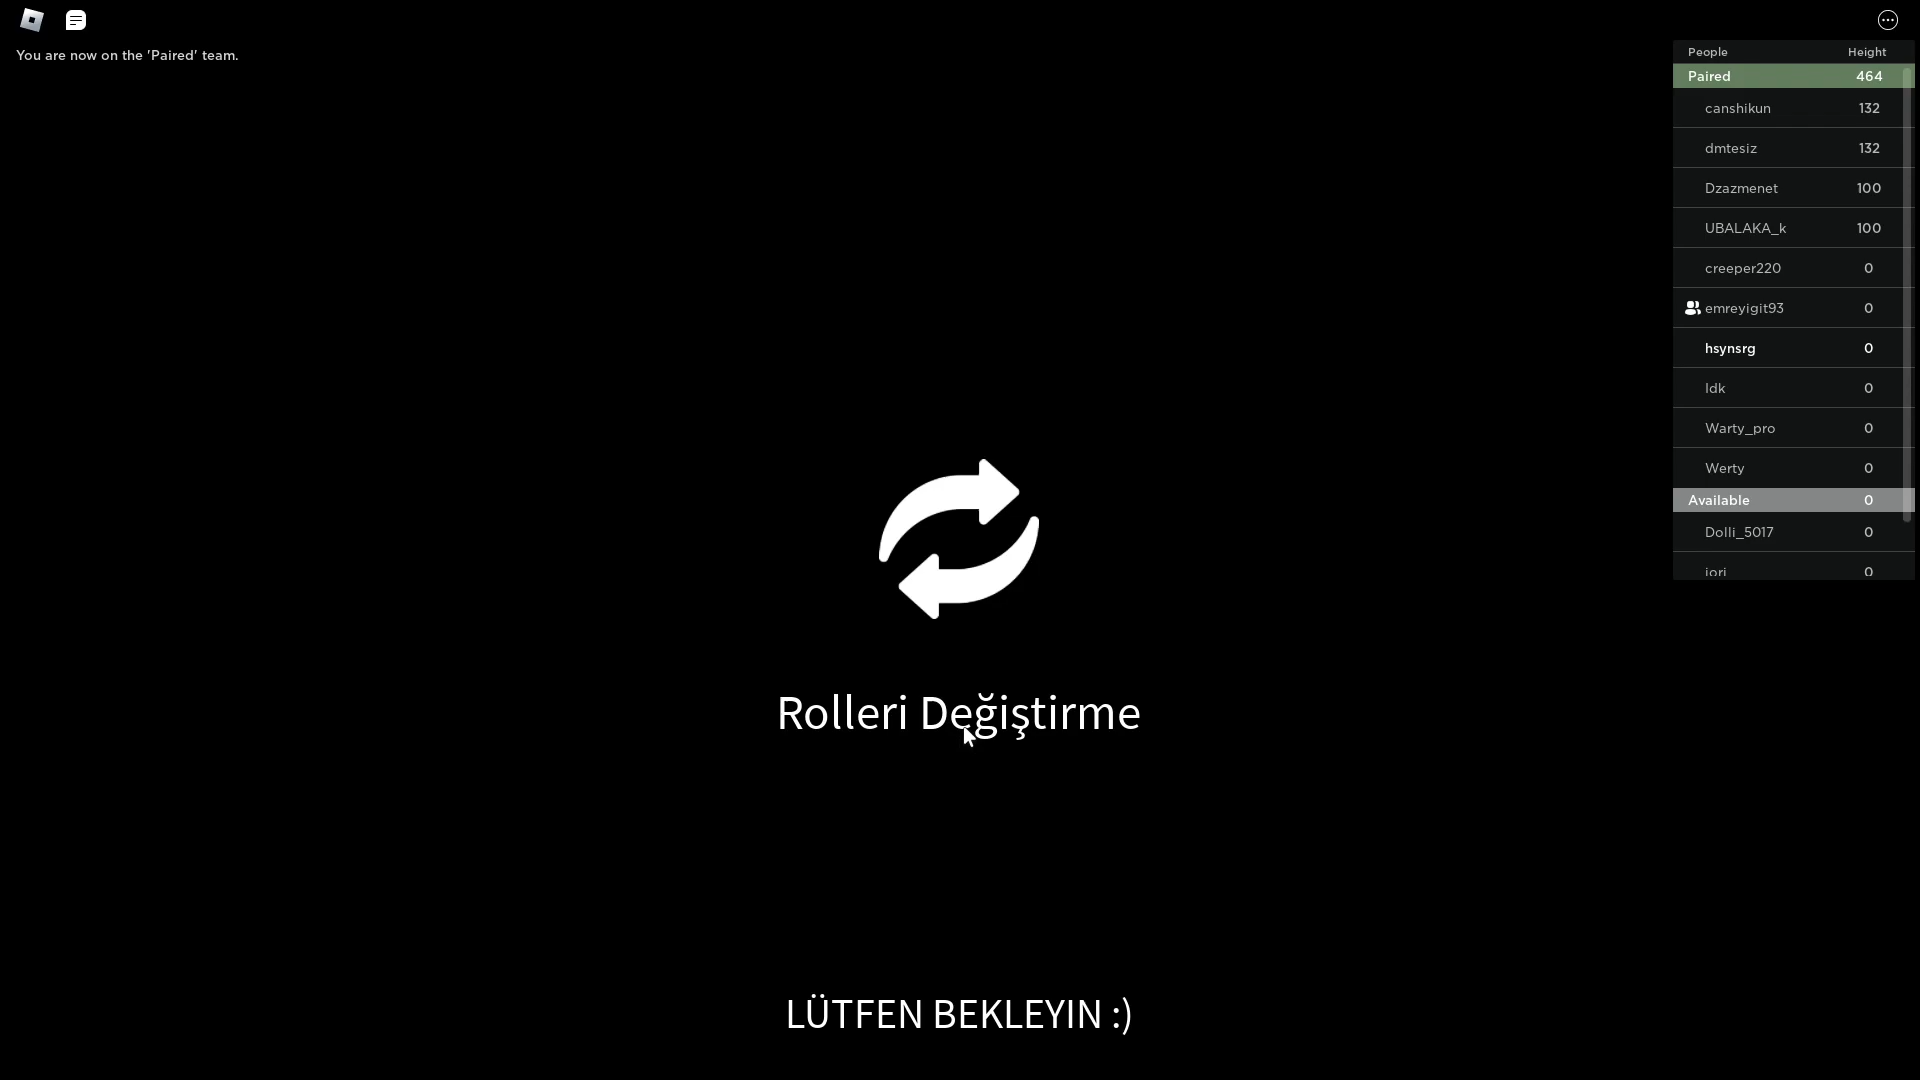 You are now on the 'Paired' team.
People Height
Paired 464
canshikun 132
dmtesiz 132
Dzazmenet 100
UBALAKA_k 100
creeper220 0
emreyigit93 0
hsynsrg 0
Idk 0
Warty_pro 0
Werty 0
Available 0
Dolli_5017 0
iori 0
Rolleri Değiştirme
LÜTFEN BEKLEYIN :)